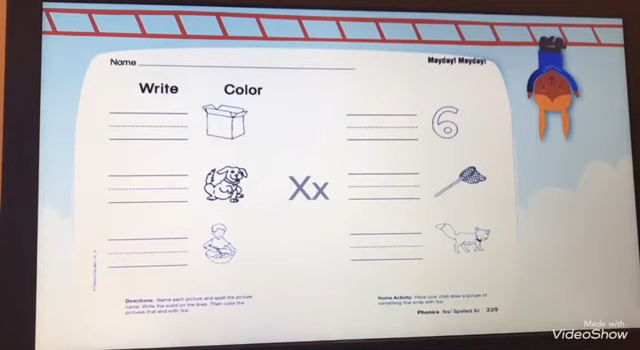 Name
Mayday! Mayday!
Write Color
6
Xx
Directions: Name each picture and spell the picture
name. Write the word on the lines. Then color the
pictures that end with /ks/.
Home Activity: Have your child draw a picture of
something that ends with /ks/.
Phonics /ks/ Spelled Xx 339
Made with
VideoShow